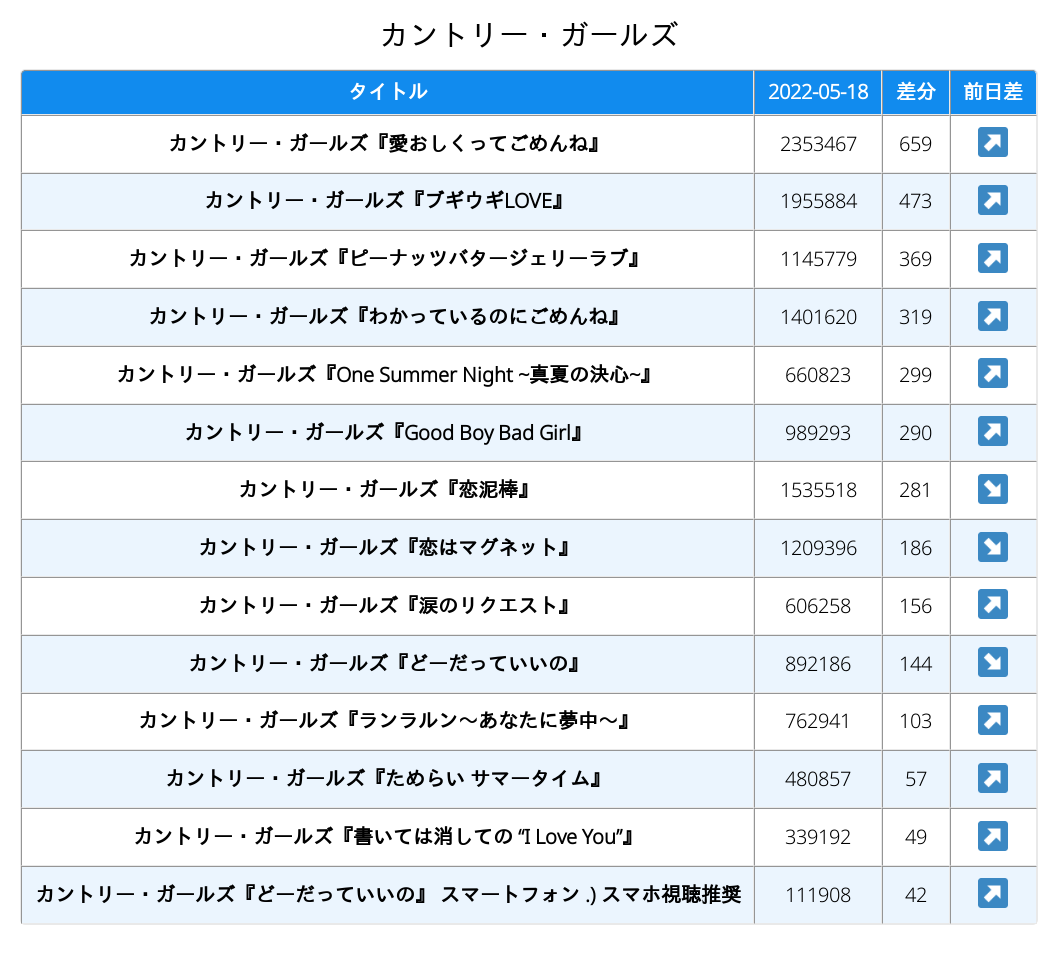 カントリー・ガールズ
タイトル 2022-05-18 差分 前日差
カントリー・ガールズ『愛おしくってごめんね』 2353467 659
カントリー・ガールズ『ブギウギLOVE』 1955884 473
カントリー・ガールズ『ピーナッツバタージェリーラブ』 1145779 369
カントリー・ガールズ『わかっているのにごめんね』 1401620 319
カントリー・ガールズ『One Summer Night ~真夏の決心~』 660823 299
カントリー・ガールズ『Good Boy Bad Girl』 989293 290
カントリー・ガールズ『恋泥棒』 1535518 281
カントリー・ガールズ『恋はマグネット』 1209396 186
カントリー・ガールズ『涙のリクエスト』 606258 156
カントリー・ガールズ『どーだっていいの』 892186 144
カントリー・ガールズ『ランラルン～あなたに夢中～』 762941 103
カントリー・ガールズ『ためらい サマータイム』 480857 57
カントリー・ガールズ『書いては消しての “I Love You”』 339192 49
カントリー・ガールズ『どーだっていいの』 スマートフォン .) スマホ視聴推奨 111908 42